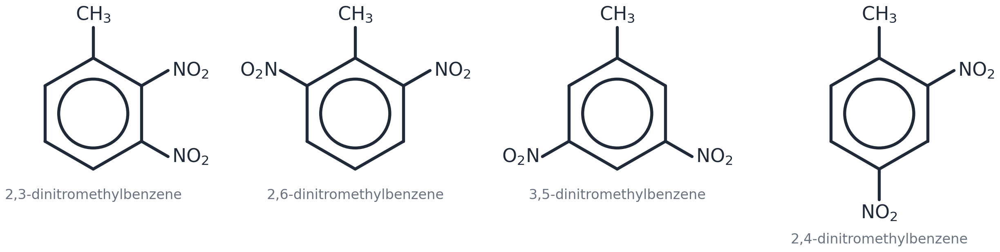 CH₃
CH₃
CH₃
CH₃
NO₂
O₂N
NO₂
NO₂
NO₂
O₂N
NO₂
2,3-dinitromethylbenzene
2,6-dinitromethylbenzene
3,5-dinitromethylbenzene
NO₂
2,4-dinitromethylbenzene